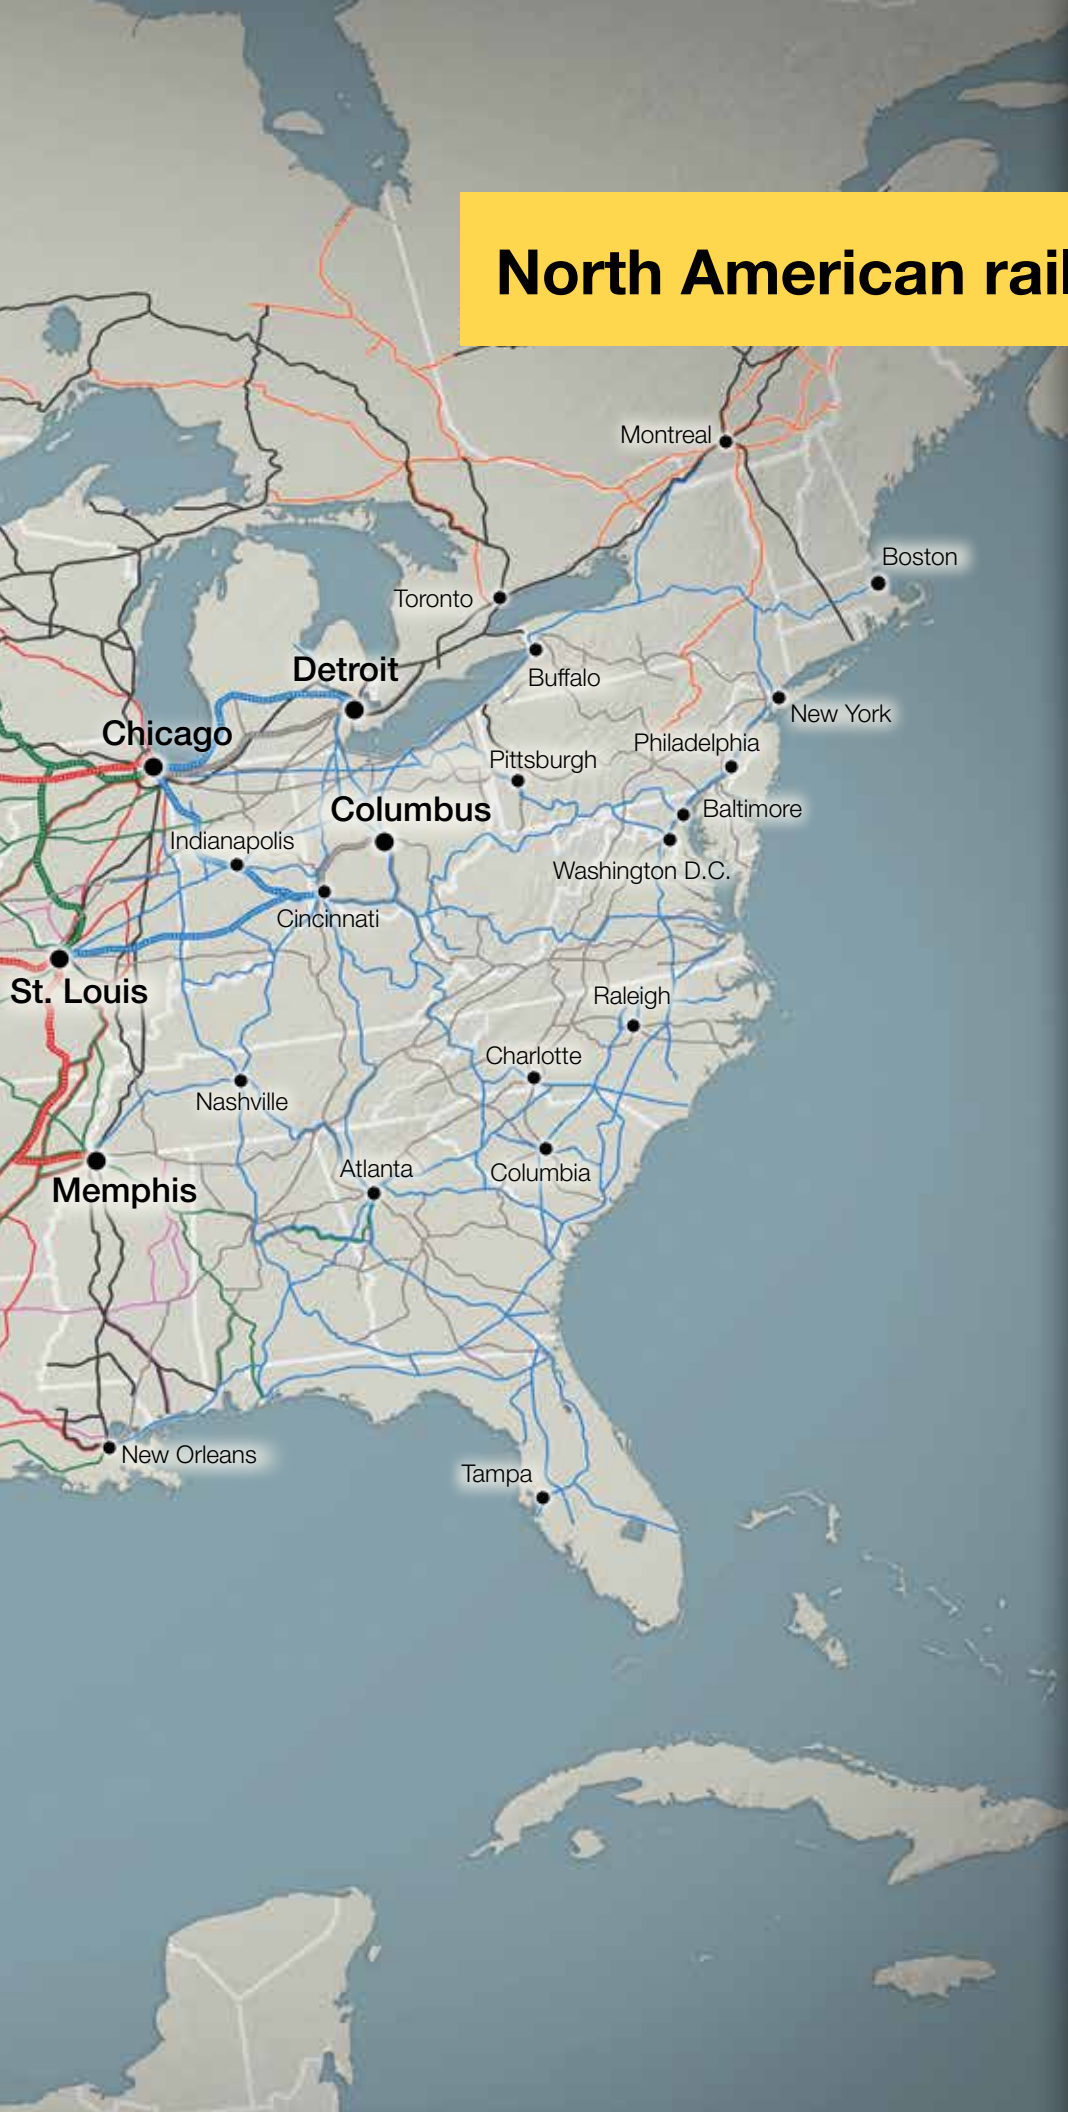 North American rail
Montreal
Boston
Toronto
Detroit
Buffalo
New York
Chicago
Philadelphia
Pittsburgh
Columbus
Baltimore
Indianapolis
Washington D.C.
Cincinnati
St. Louis
Raleigh
Charlotte
Nashville
Atlanta
Columbia
Memphis
New Orleans
Tampa